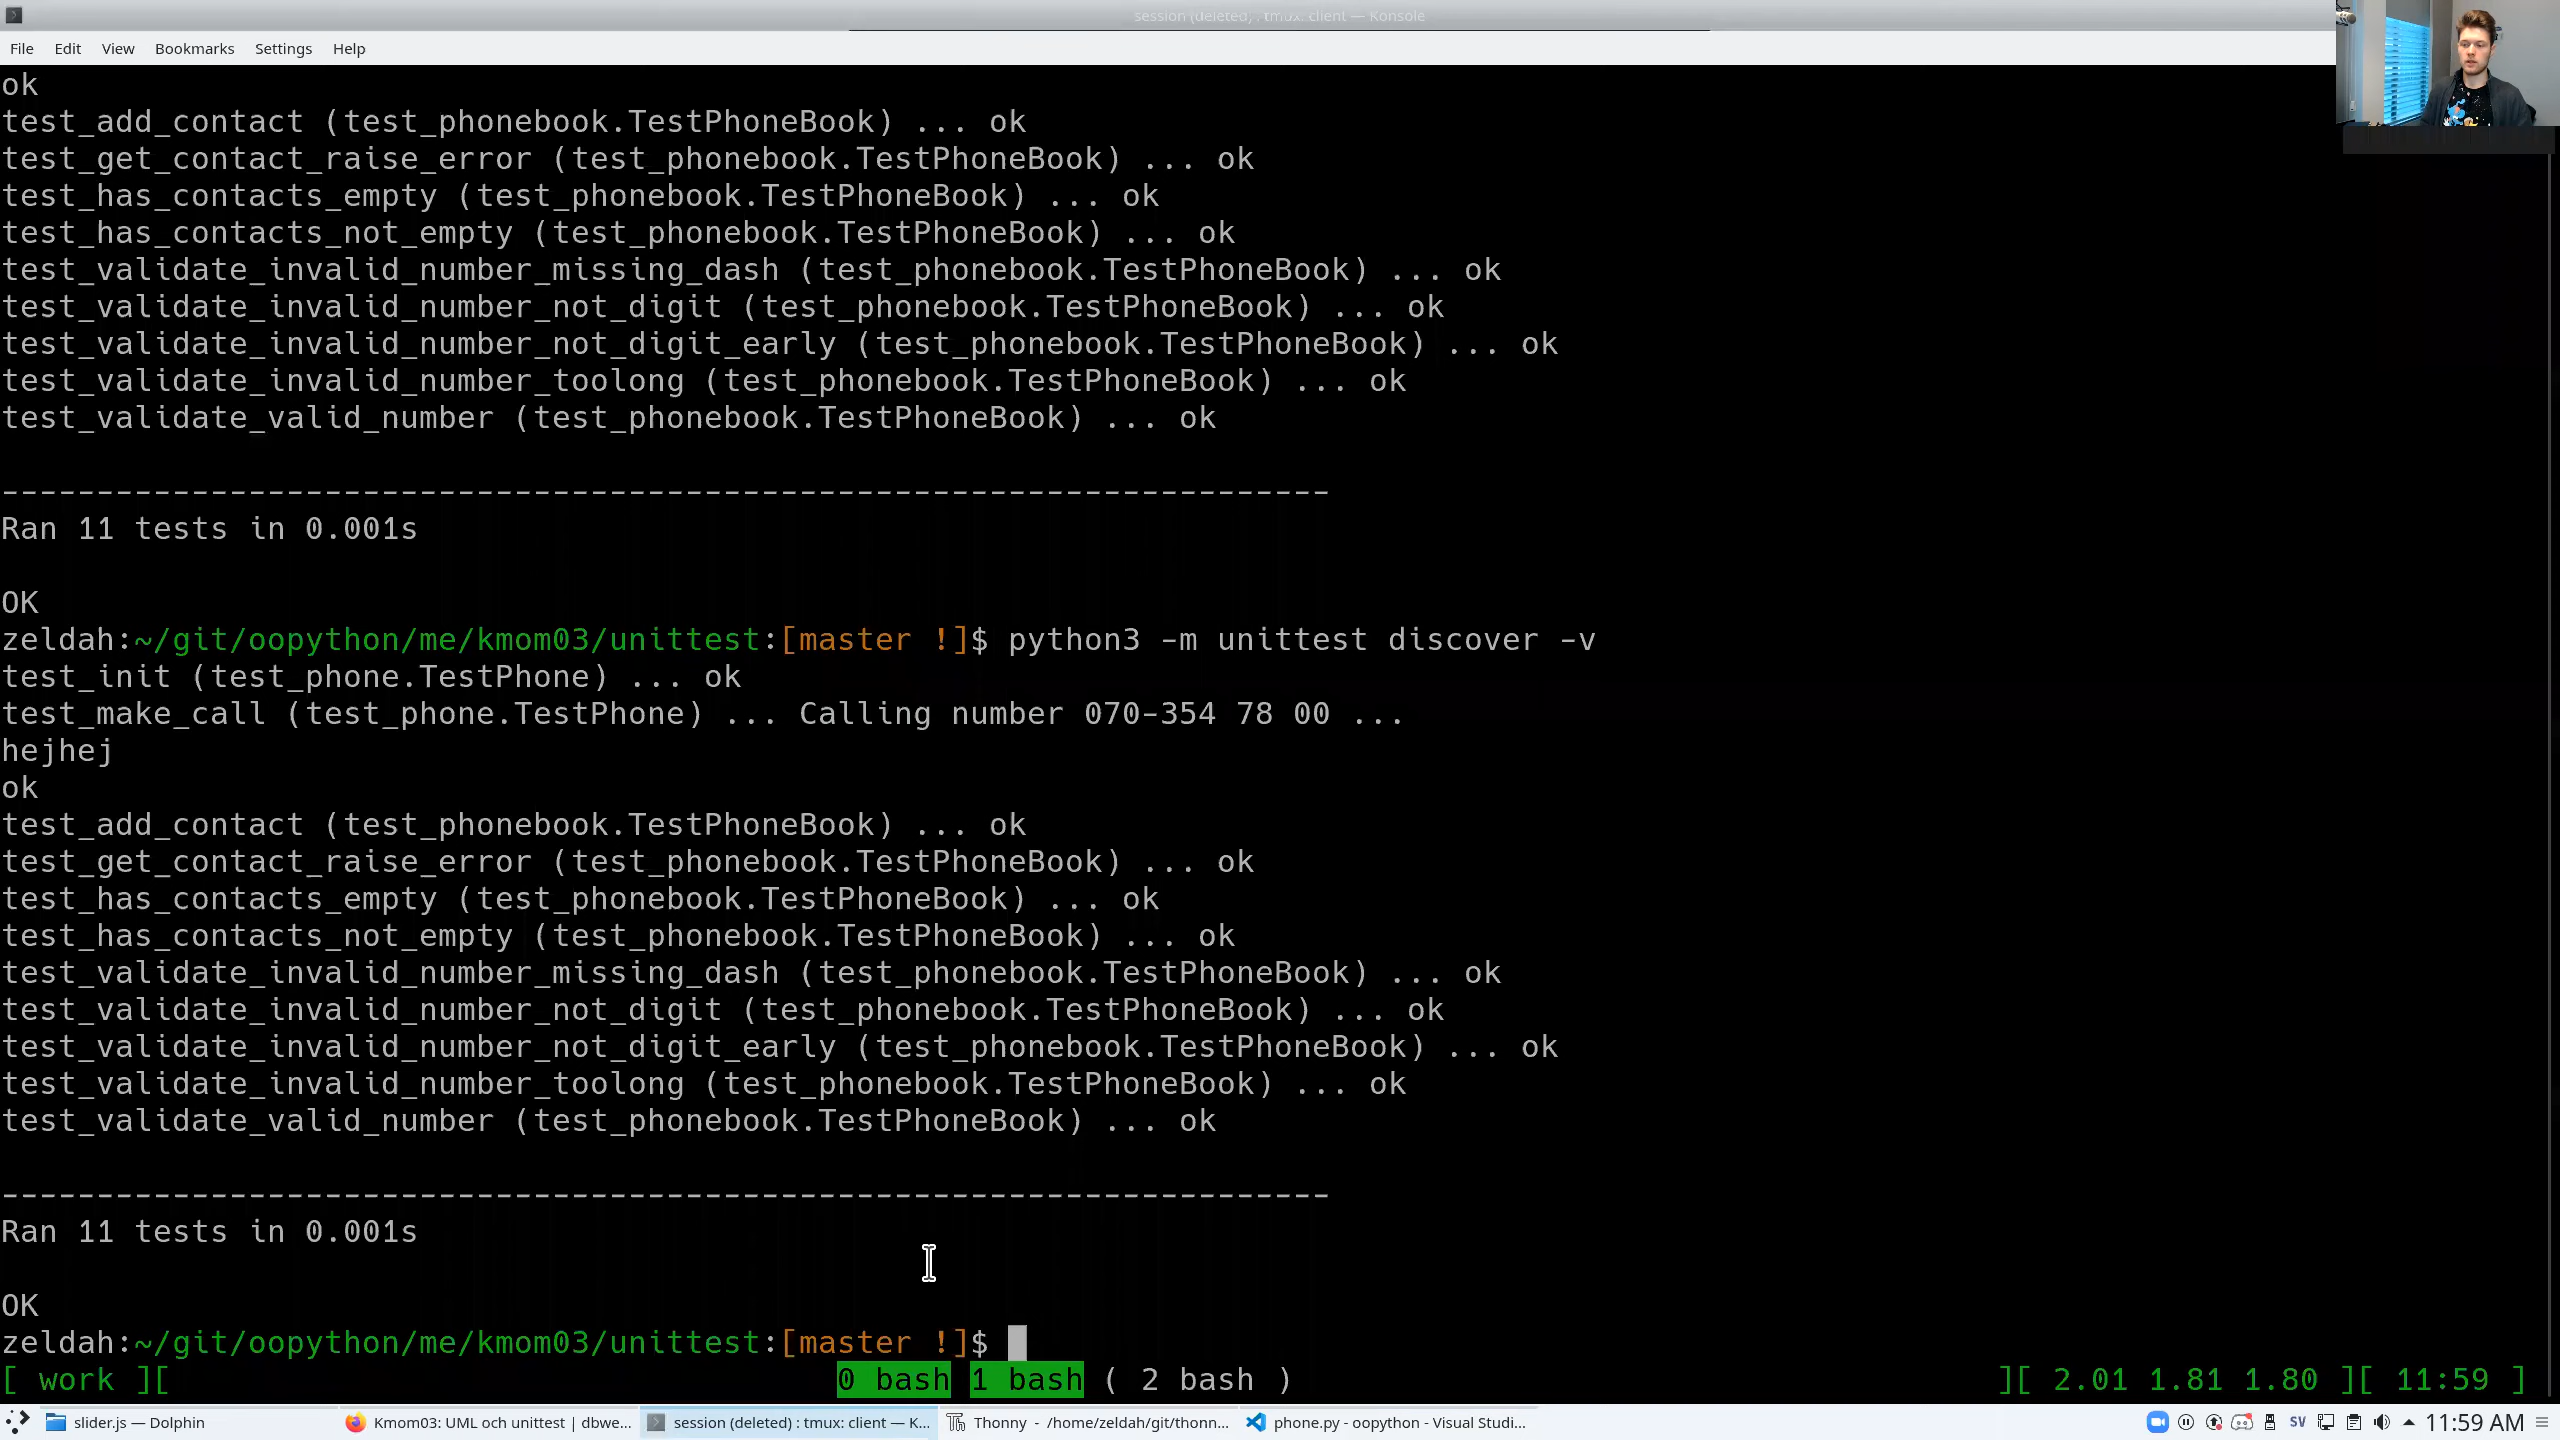 session (deleted) : tmux: client — Konsole
File Edit View Bookmarks Settings Help
ok
test_add_contact (test_phonebook.TestPhoneBook) ... ok
test_get_contact_raise_error (test_phonebook.TestPhoneBook) ... ok
test_has_contacts_empty (test_phonebook.TestPhoneBook) ... ok
test_has_contacts_not_empty (test_phonebook.TestPhoneBook) ... ok
test_validate_invalid_number_missing_dash (test_phonebook.TestPhoneBook) ... ok
test_validate_invalid_number_not_digit (test_phonebook.TestPhoneBook) ... ok
test_validate_invalid_number_not_digit_early (test_phonebook.TestPhoneBook) ... ok
test_validate_invalid_number_toolong (test_phonebook.TestPhoneBook) ... ok
test_validate_valid_number (test_phonebook.TestPhoneBook) ... ok
----------------------------------------------------------------------
Ran 11 tests in 0.001s
OK
zeldah:~/git/oopython/me/kmom03/unittest:[master !]$ python3 -m unittest discover -v
test_init (test_phone.TestPhone) ... ok
test_make_call (test_phone.TestPhone) ... Calling number 070-354 78 00 ...
hejhej
ok
test_add_contact (test_phonebook.TestPhoneBook) ... ok
test_get_contact_raise_error (test_phonebook.TestPhoneBook) ... ok
test_has_contacts_empty (test_phonebook.TestPhoneBook) ... ok
test_has_contacts_not_empty (test_phonebook.TestPhoneBook) ... ok
test_validate_invalid_number_missing_dash (test_phonebook.TestPhoneBook) ... ok
test_validate_invalid_number_not_digit (test_phonebook.TestPhoneBook) ... ok
test_validate_invalid_number_not_digit_early (test_phonebook.TestPhoneBook) ... ok
test_validate_invalid_number_toolong (test_phonebook.TestPhoneBook) ... ok
test_validate_valid_number (test_phonebook.TestPhoneBook) ... ok
----------------------------------------------------------------------
Ran 11 tests in 0.001s
OK
zeldah:~/git/oopython/me/kmom03/unittest:[master !]$
[ work ][ 0 bash 1 bash ( 2 bash ) ][ 2.01 1.81 1.80 ][ 11:59 ]
slider.js — Dolphin Kmom03: UML och unittest | dbwe... session (deleted) : tmux: client — K... Thonny - /home/zeldah/git/thonn... phone.py - oopython - Visual Studi... SV 11:59 AM